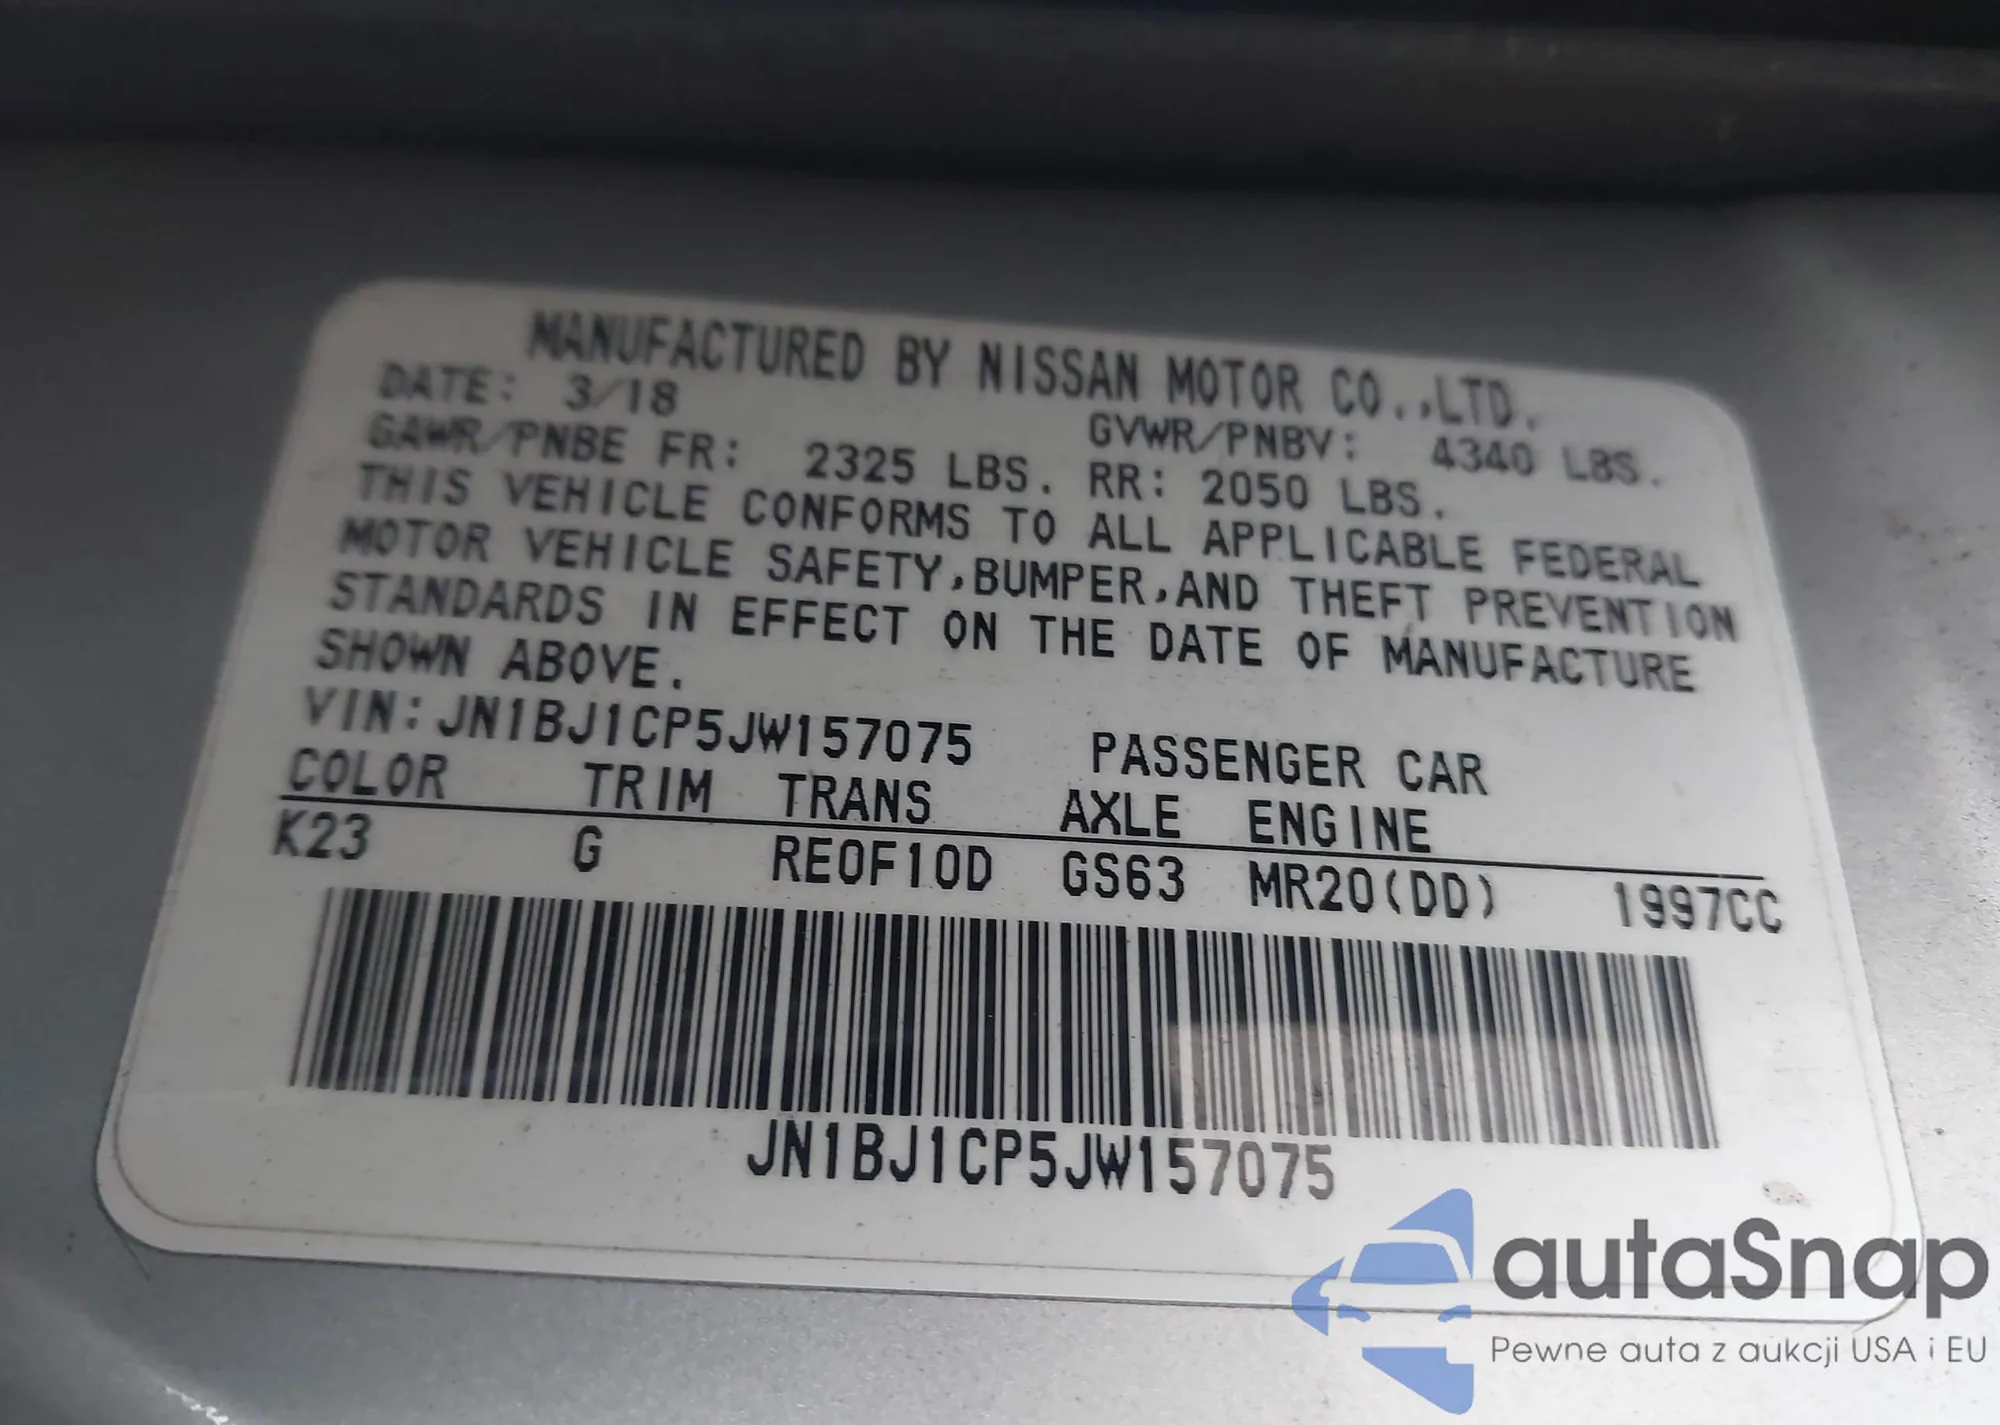 MANUFACTURED BY NISSAN MOTOR CO.,LTD.
DATE: 3/18
GVWR/PNBV: 4340 LBS.
GAWR/PNBE FR: 2325 LBS. RR: 2050 LBS.
THIS VEHICLE CONFORMS TO ALL APPLICABLE FEDERAL
MOTOR VEHICLE SAFETY,BUMPER,AND THEFT PREVENTION
STANDARDS IN EFFECT ON THE DATE OF MANUFACTURE
SHOWN ABOVE.
VIN:JN1BJ1CP5JW157075 PASSENGER CAR
COLOR TRIM TRANS AXLE ENGINE
K23 G RE0F10D GS63 MR20(DD) 1997CC
JN1BJ1CP5JW157075
autaSnap
Pewne auta z aukcji USA i EU